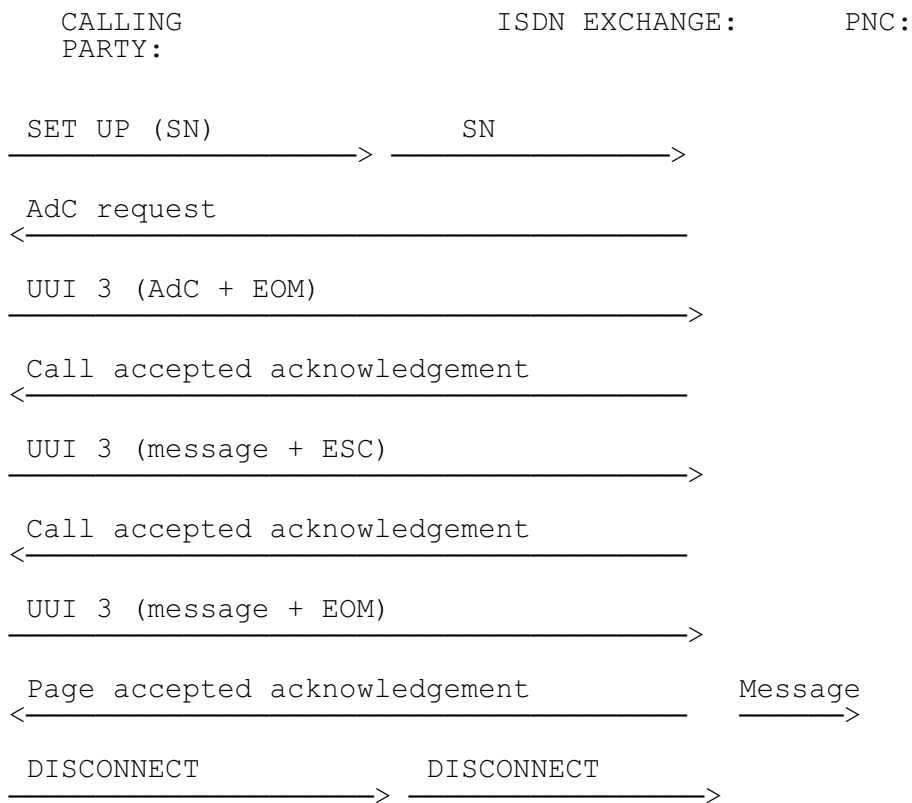 CALLING ISDN EXCHANGE: PNC:
PARTY:
SET UP (SN) SN
AdC request
UUI 3 (AdC + EOM)
Call accepted acknowledgement
UUI 3 (message + ESC)
Call accepted acknowledgement
UUI 3 (message + EOM)
Page accepted acknowledgement Message
DISCONNECT DISCONNECT